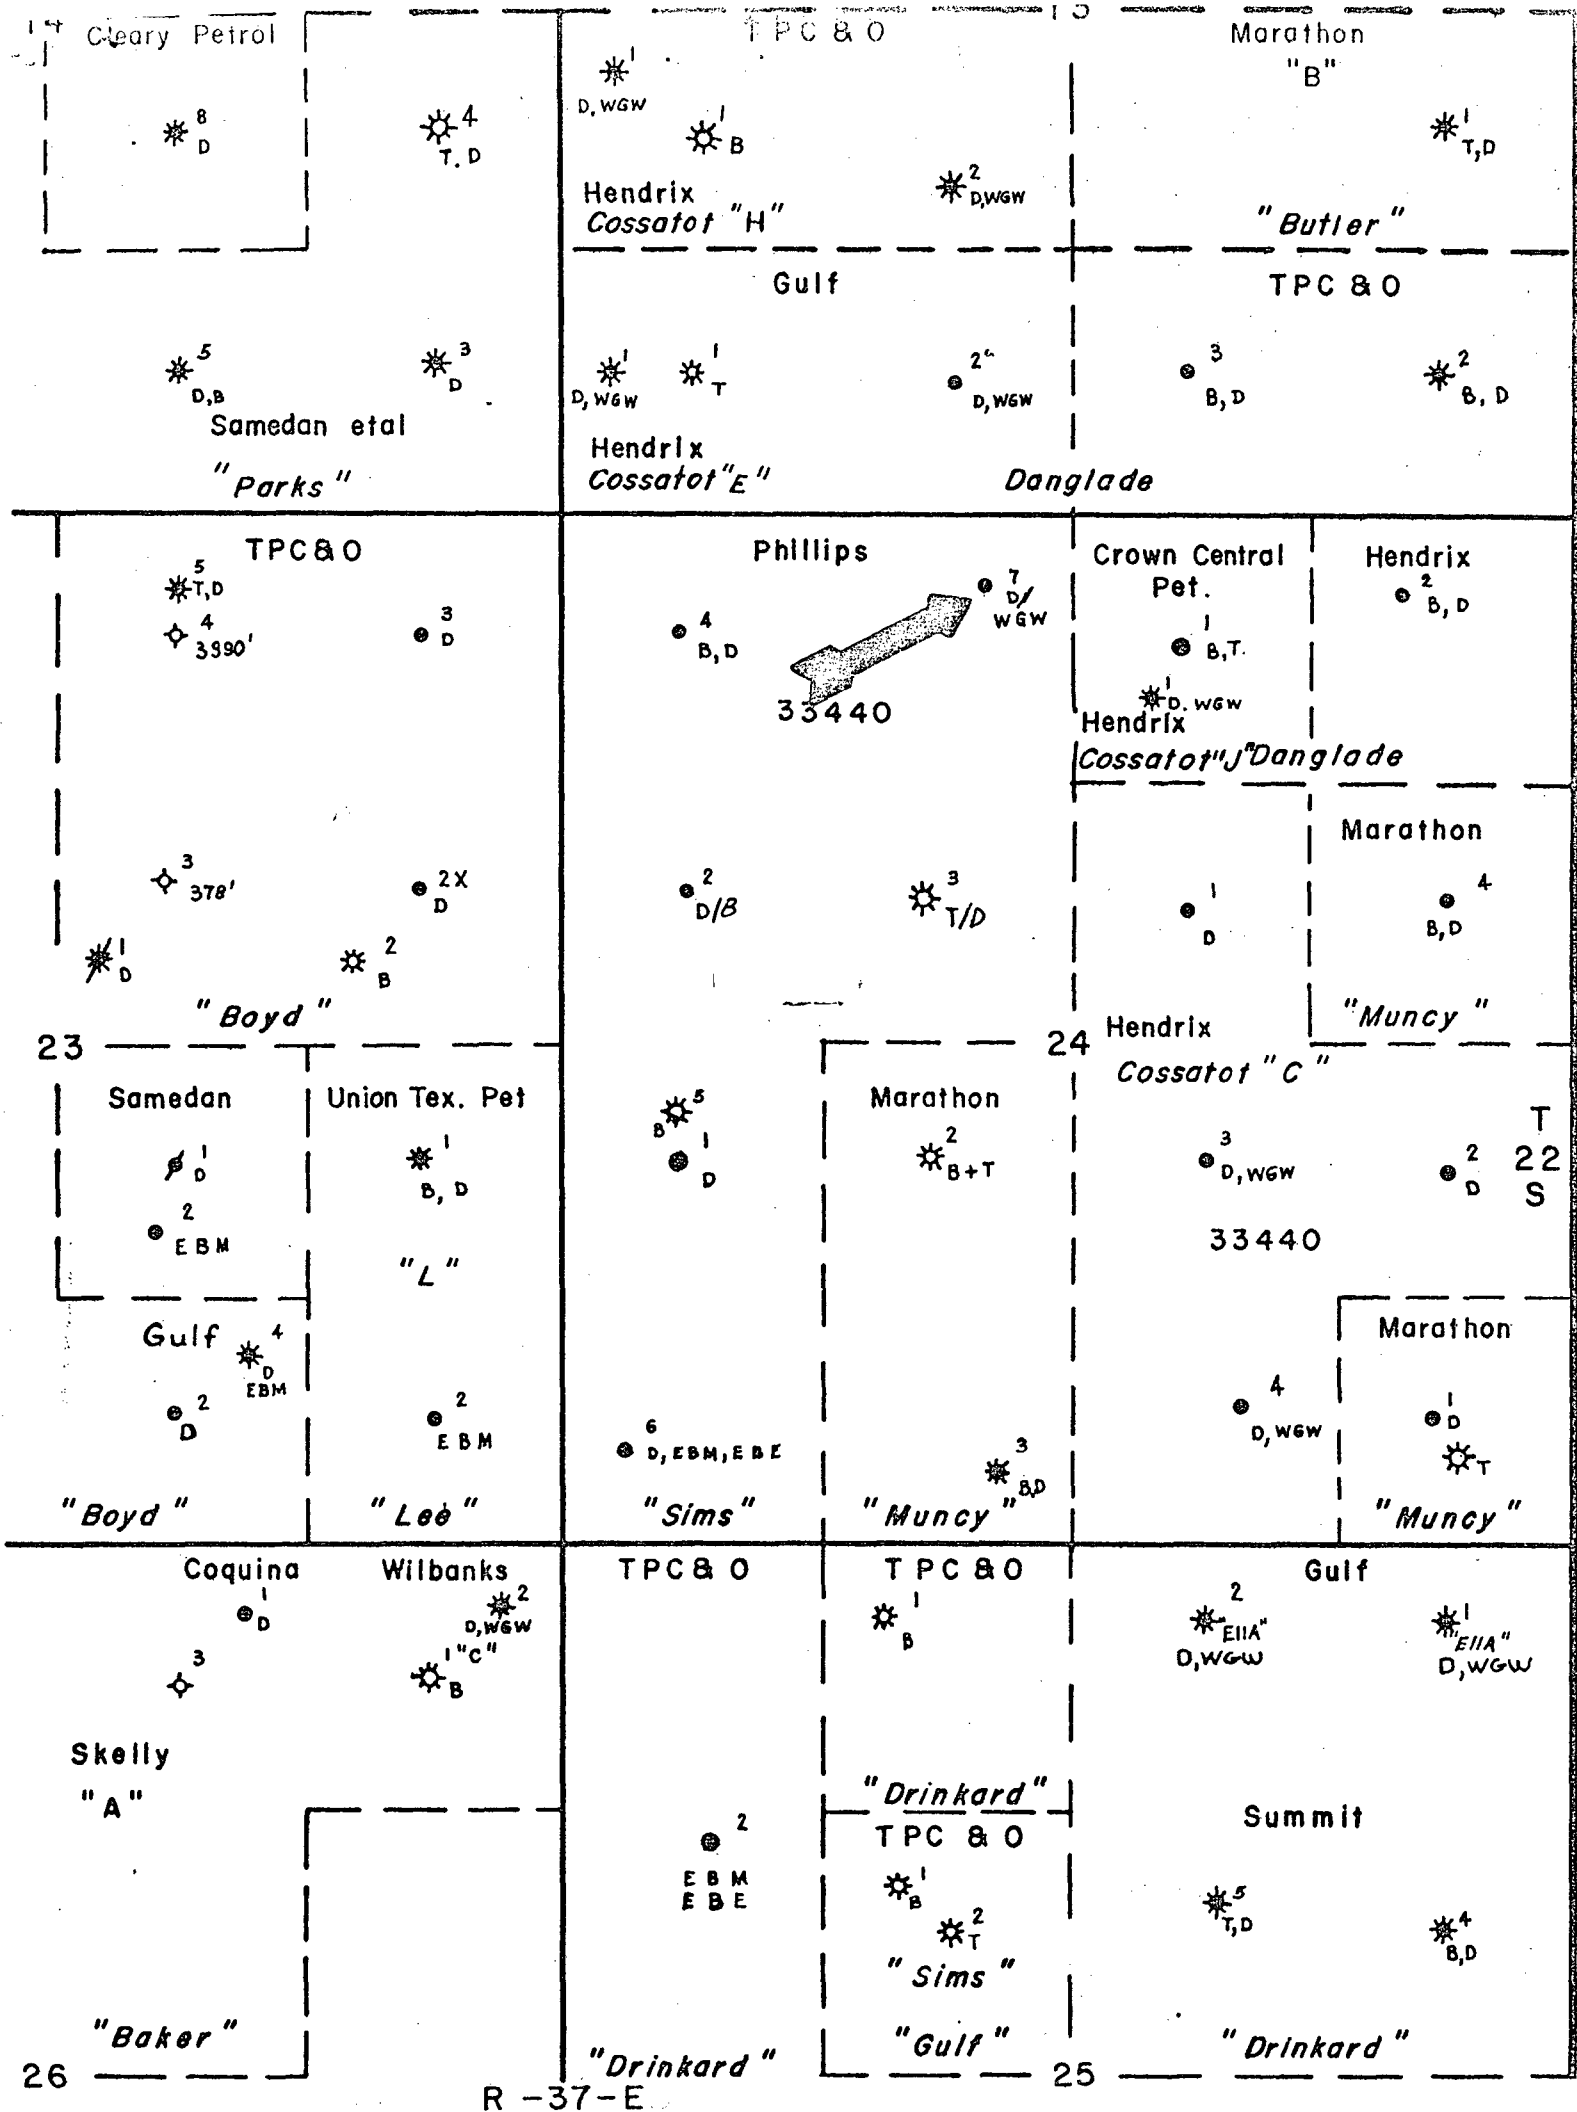 14
Cleary Petrol
8
D
4
T. D
TPC & O
1
D, WGW
1
B
2
D,WGW
Hendrix
Cossatot "H"
Marathon
"B"
1
T,D
"Butler"
5
D,B
3
D
Samedan etal
"Parks"
Gulf
1
D, WGW
1
T
2
D, WGW
Hendrix
Cossatot "E"
TPC & O
3
B, D
2
B, D
Danglade
TPC & O
5
T,D
4
3990'
3
D
3
378'
2X
D
1
D
2
B
"Boyd"
23
Phillips
4
B, D
7
D/
WGW
33440
2
D/B
3
T/D
Crown Central
Pet.
1
B,T.
1
D. WGW
Hendrix
Cossatot "J" Danglade
Hendrix
2
B, D
1
D
Marathon
4
B,D
"Muncy"
24
Hendrix
Cossatot "C"
Samedan
1
D
2
EBM
Union Tex. Pet
1
B, D
"L"
5
B
1
D
Marathon
2
B+T
3
D, WGW
2
D
T
22
S
33440
Gulf
4
D
EBM
2
D
"Boyd"
2
EBM
"Lee"
6
D, EBM, EBE
"Sims"
3
B,D
"Muncy"
4
D, WGW
Marathon
1
D
T
"Muncy"
Coquina
1
D
3
Skelly
"A"
"Baker"
26
Wilbanks
2
D,WGW
1 "C"
B
TPC & O
2
EBM
EBE
"Drinkard"
TPC & O
1
B
"Drinkard"
TPC & O
1
B
2
T
"Sims"
"Gulf"
25
Gulf
2
"EllA"
D,WGW
1
"EllA"
D,WGW
Summit
5
T,D
4
B,D
"Drinkard"
R-37-E